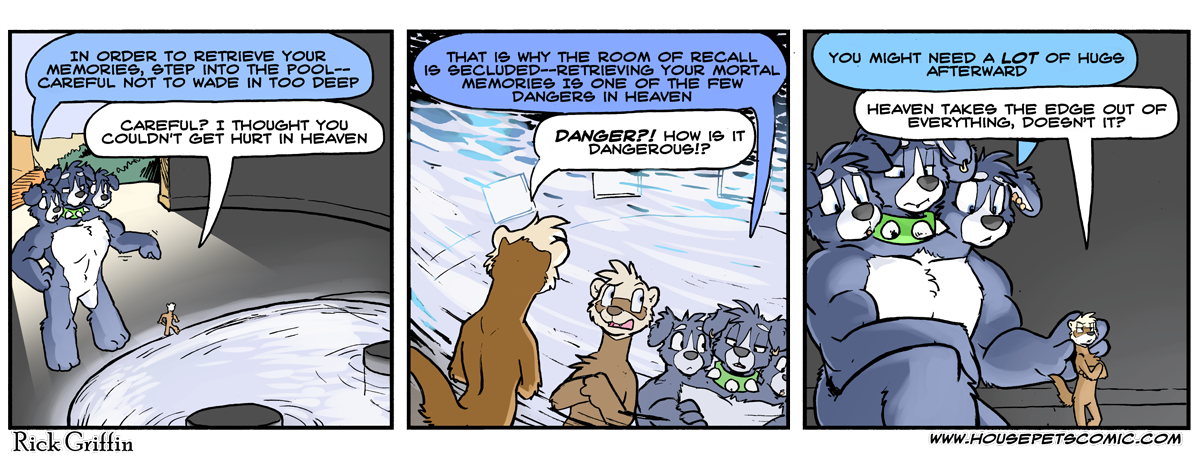 IN ORDER TO RETRIEVE YOUR
MEMORIES, STEP INTO THE POOL--
CAREFUL NOT TO WADE IN TOO DEEP
CAREFUL? I THOUGHT YOU
COULDN'T GET HURT IN HEAVEN
THAT IS WHY THE ROOM OF RECALL
IS SECLUDED--RETRIEVING YOUR MORTAL
MEMORIES IS ONE OF THE FEW
DANGERS IN HEAVEN
DANGER?! HOW IS IT
DANGEROUS!?
YOU MIGHT NEED A LOT OF HUGS
AFTERWARD
HEAVEN TAKES THE EDGE OUT OF
EVERYTHING, DOESN'T IT?
Rick Griffin
WWW.HOUSEPETSCOMIC.COM